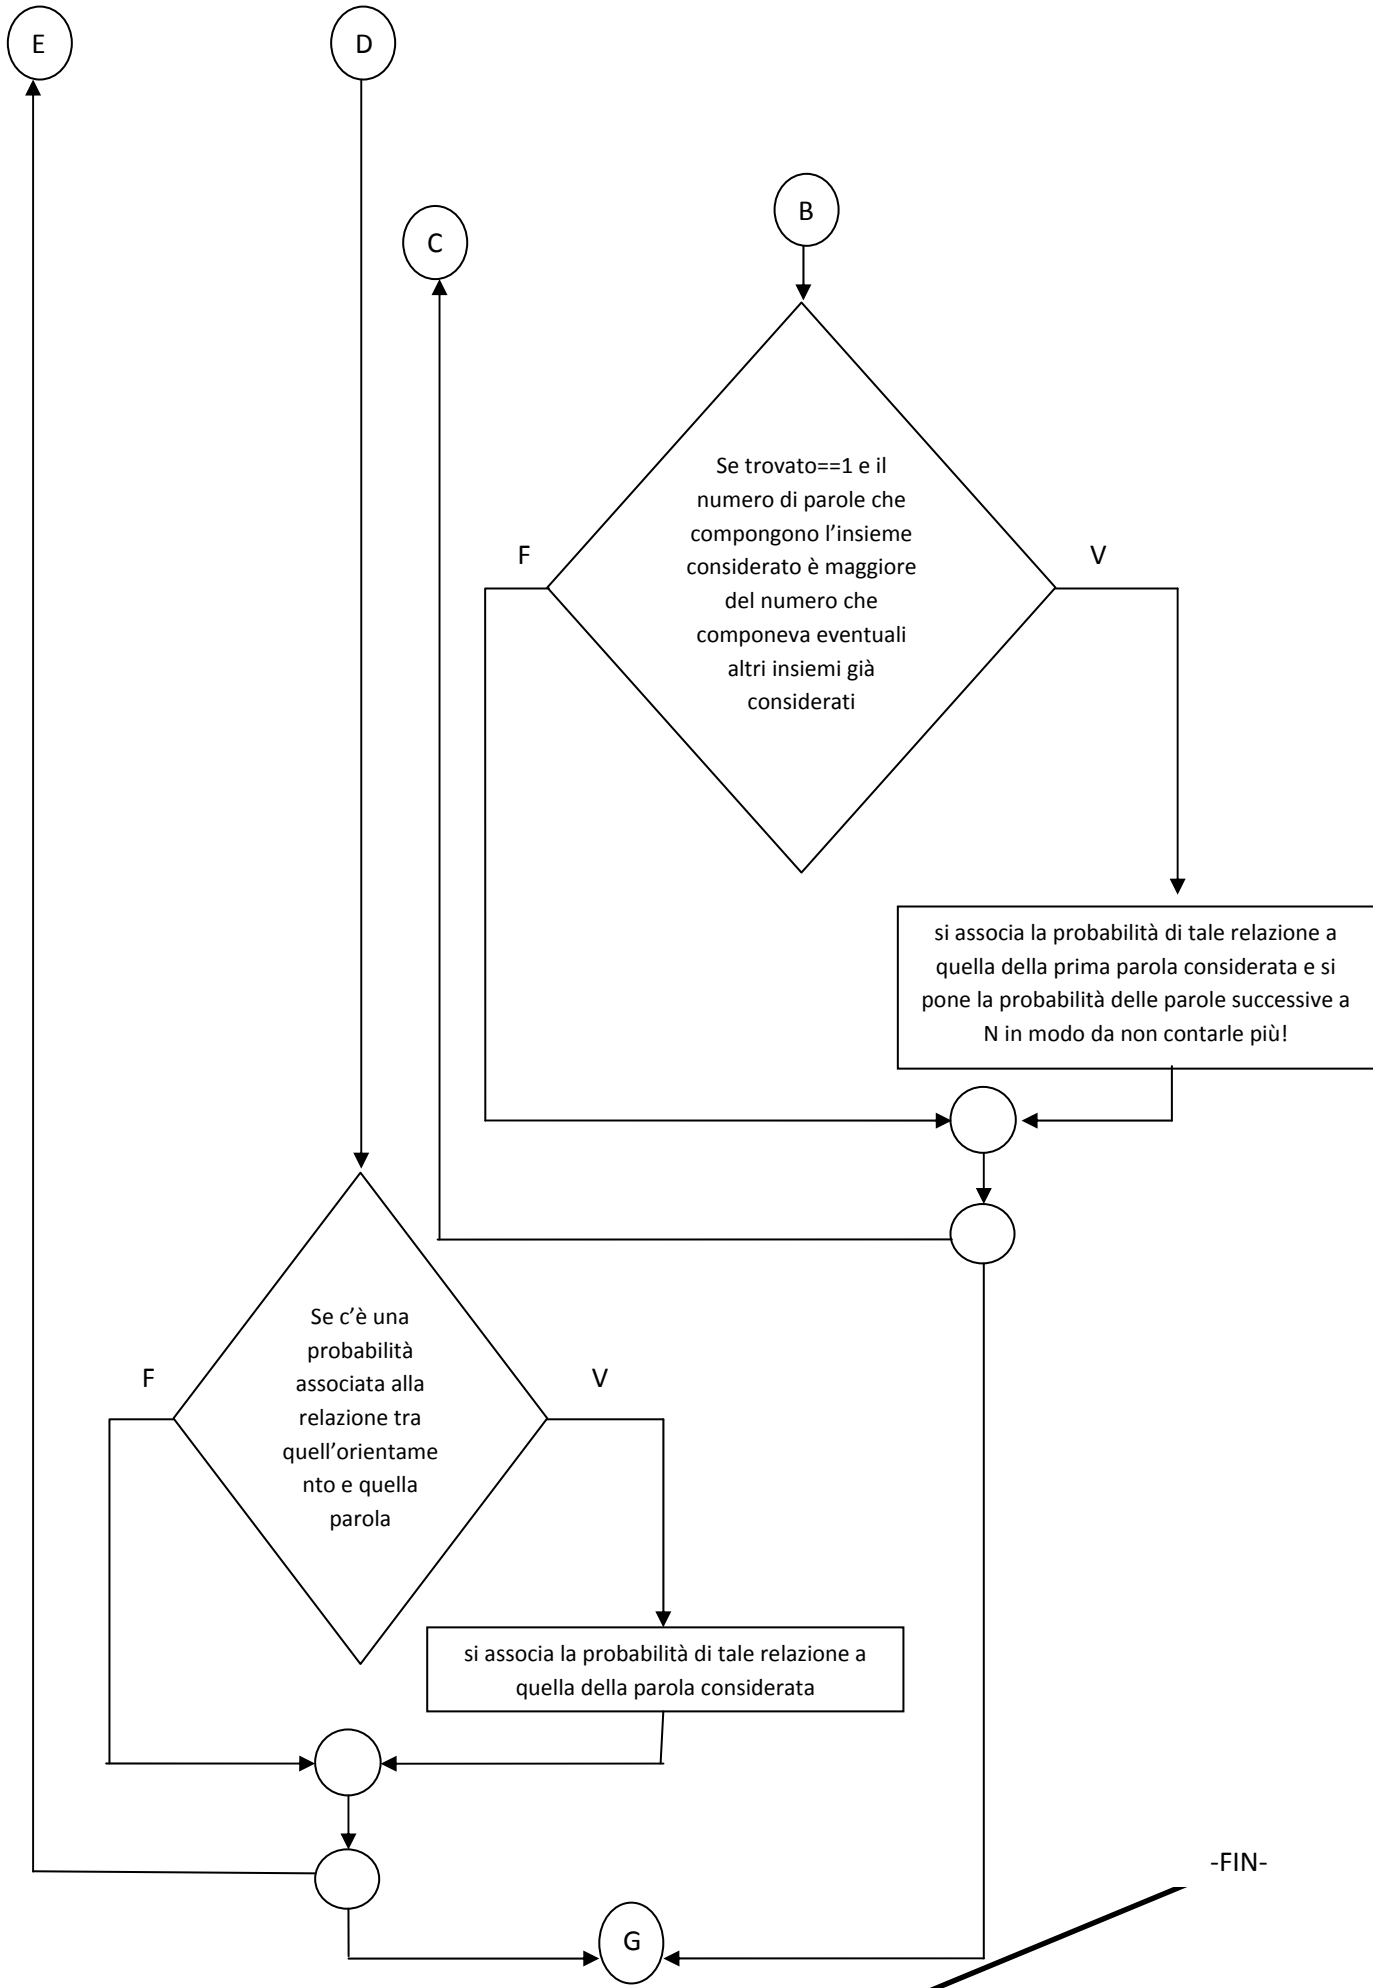 E
D
B
C
Se trovato==1 e il
numero di parole che
compongono l'insieme
considerato è maggiore
del numero che
componeva eventuali
altri insiemi già
considerati
F
V
si associa la probabilità di tale relazione a
quella della prima parola considerata e si
pone la probabilità delle parole successive a
N in modo da non contarle più!
Se c'è una
probabilità
associata alla
relazione tra
quell'orientame
nto e quella
parola
F
V
si associa la probabilità di tale relazione a
quella della parola considerata
-FIN-
G